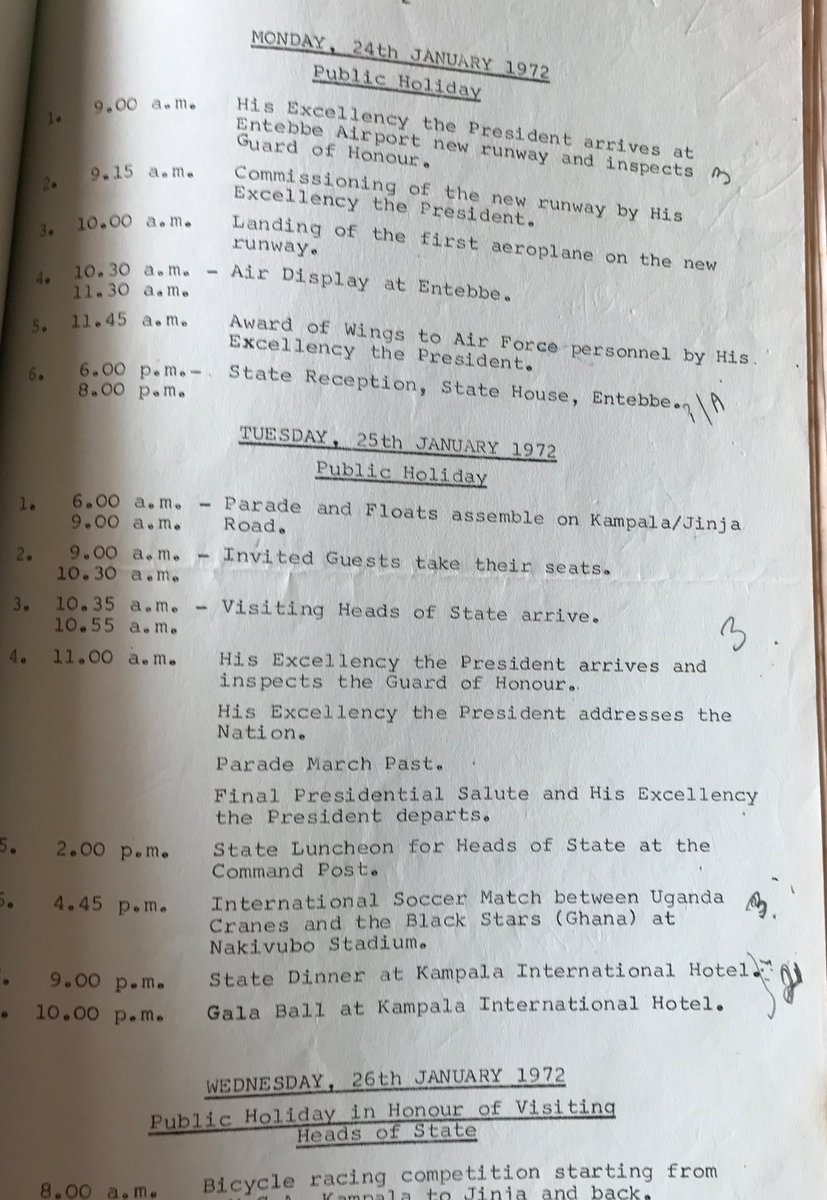 MONDAY, 24th JANUARY 1972
Public Holiday
1. 9.00 a.m. His Excellency the President arrives at
Entebbe Airport new runway and inspects
Guard of Honour.
2. 9.15 a.m. Commissioning of the new runway by His
Excellency the President.
3. 10.00 a.m. Landing of the first aeroplane on the new
runway.
4. 10.30 a.m. - Air Display at Entebbe.
11.30 a.m.
5. 11.45 a.m. Award of Wings to Air Force personnel by His
Excellency the President.
6. 6.00 p.m.- State Reception, State House, Entebbe.
8.00 p.m.
TUESDAY, 25th JANUARY 1972
Public Holiday
1. 6.00 a.m. - Parade and Floats assemble on Kampala/Jinja
9.00 a.m. Road.
2. 9.00 a.m. - Invited Guests take their seats.
10.30 a.m.
3. 10.35 a.m. - Visiting Heads of State arrive.
10.55 a.m.
4. 11.00 a.m. His Excellency the President arrives and
inspects the Guard of Honour.
His Excellency the President addresses the
Nation.
Parade March Past.
Final Presidential Salute and His Excellency
the President departs.
5. 2.00 p.m. State Luncheon for Heads of State at the
Command Post.
4.45 p.m. International Soccer Match between Uganda
Cranes and the Black Stars (Ghana) at
Nakivubo Stadium.
9.00 p.m. State Dinner at Kampala International Hotel.
10.00 p.m. Gala Ball at Kampala International Hotel.
WEDNESDAY, 26th JANUARY 1972
Public Holiday in Honour of Visiting
Heads of State
8.00 a.m. Bicycle racing competition starting from
Kampala to Jinja and back.